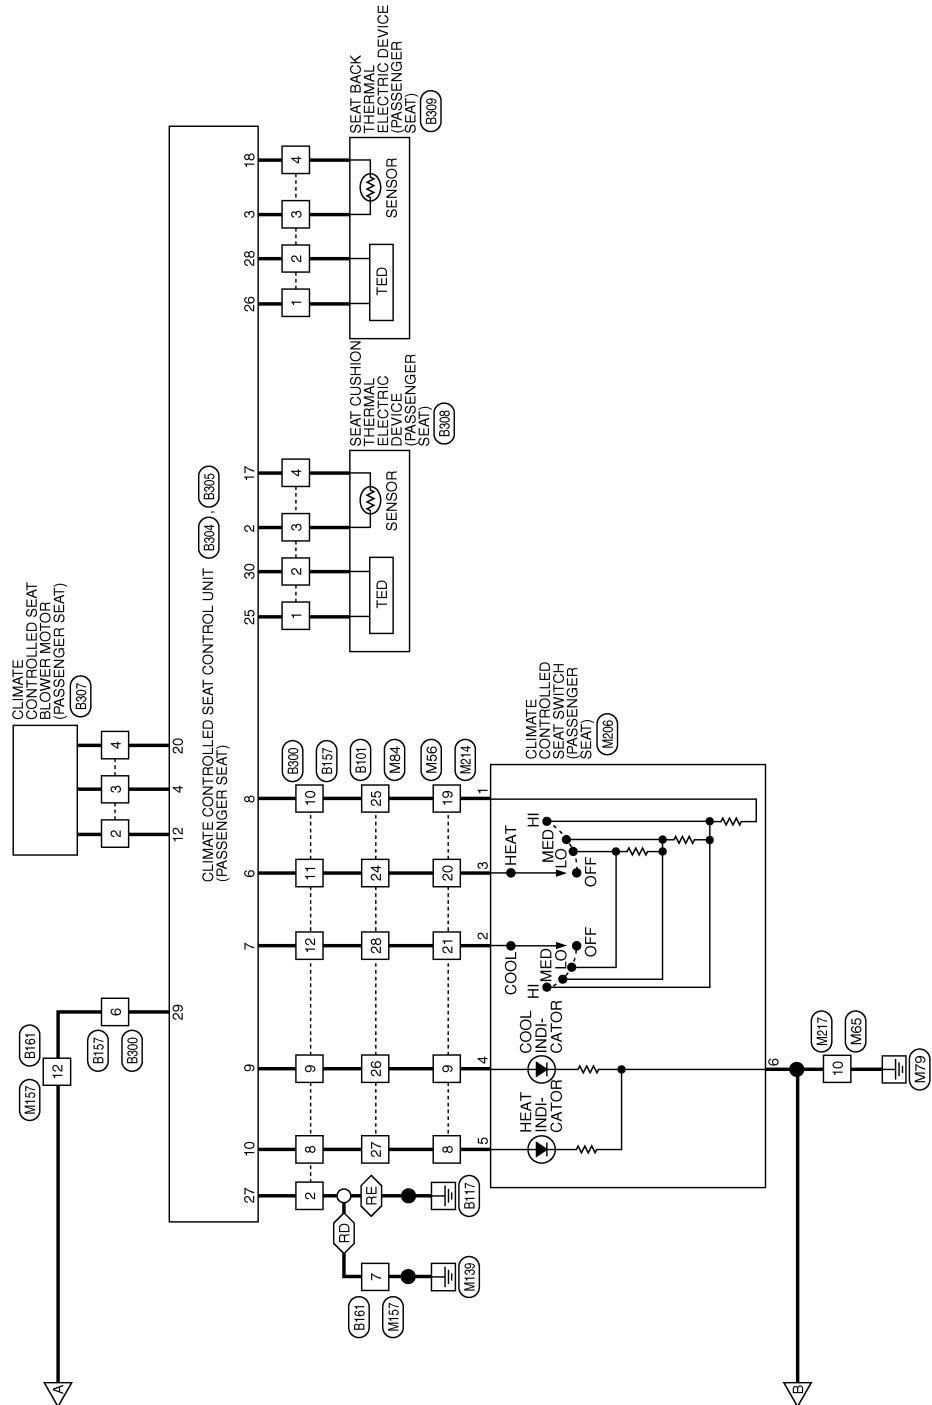 CLIMATE
CONTROLLED SEAT
BLOWER MOTOR
(PASSENGER SEAT)
B307
2
3
4
12
4
20
A
M157
B161
12
B157
B300
6
29
CLIMATE CONTROLLED SEAT CONTROL UNIT
(PASSENGER SEAT)
B304 , B305
27
10
9
7
6
8
25
30
2
17
26
28
3
18
2
8
9
12
11
10
B300
B157
RD
RE
7
B161
M157
M139
B117
27
26
28
24
25
B101
M84
8
9
21
20
19
M56
M214
5
4
2
3
1
1
2
3
4
TED
SENSOR
SEAT CUSHION
THERMAL
ELECTRIC
DEVICE
(PASSENGER
SEAT)
B308
1
2
3
4
TED
SENSOR
SEAT BACK
THERMAL
ELECTRIC DEVICE
(PASSENGER
SEAT)
B309
CLIMATE
CONTROLLED
SEAT SWITCH
(PASSENGER
SEAT)
M206
HEAT
INDI-
CATOR
COOL
INDI-
CATOR
COOL
HI
MED
LO
OFF
HEAT
HI
MED
LO
OFF
6
B
10
M217
M65
M79